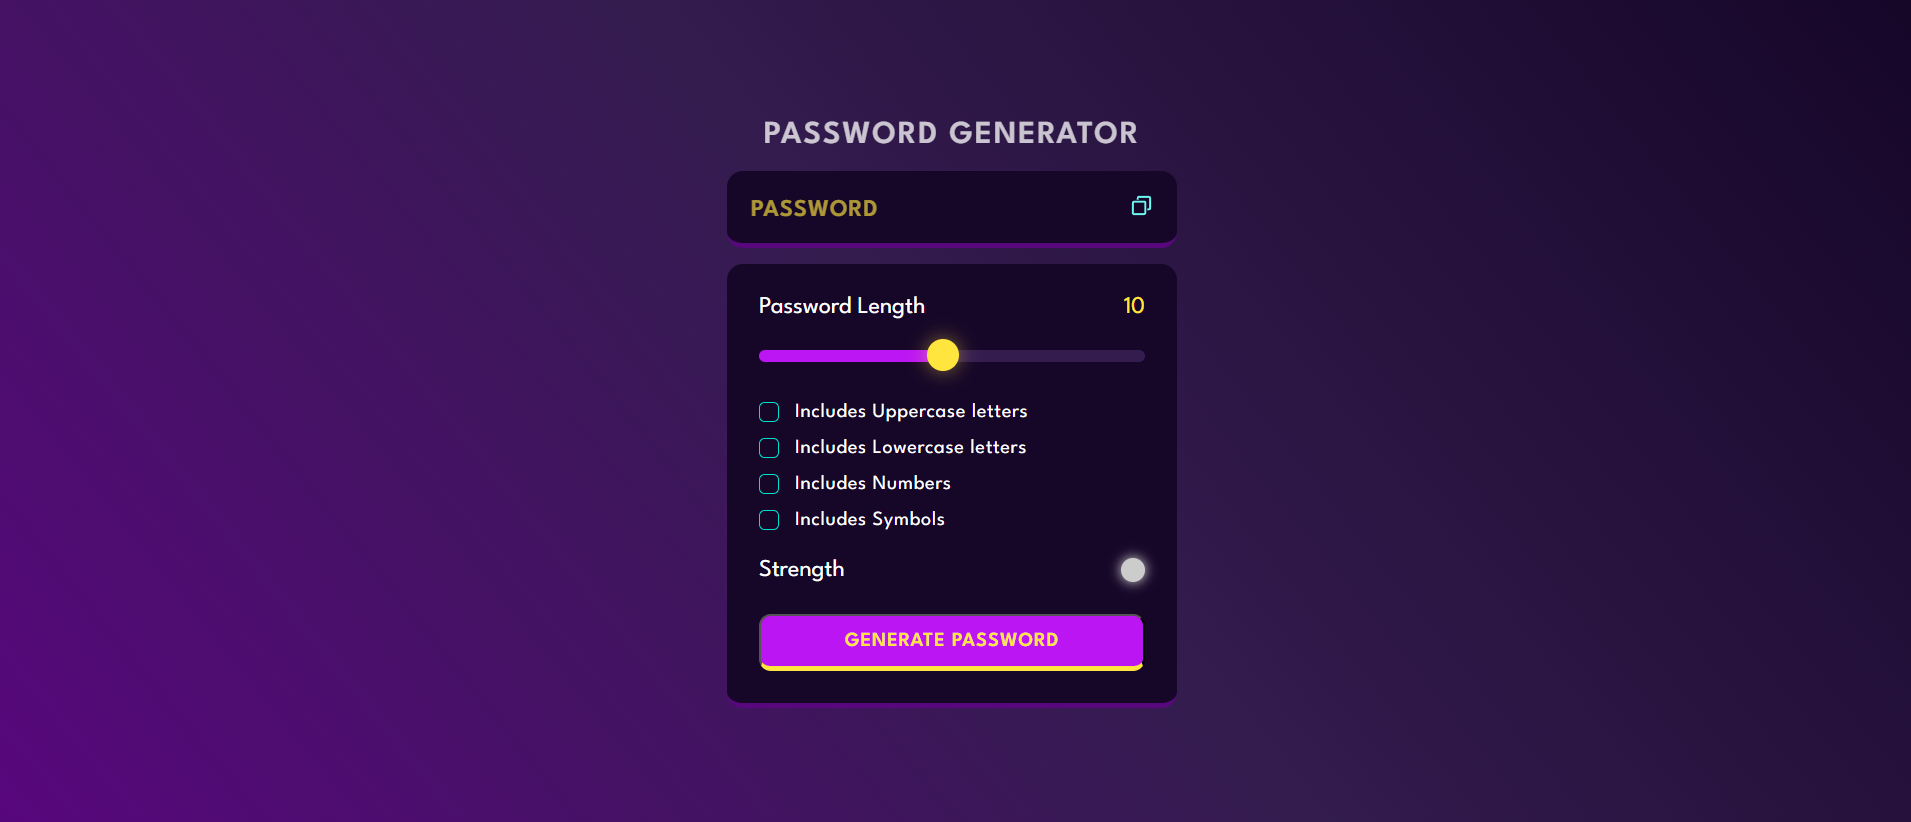 PASSWORD GENERATOR
PASSWORD
Password Length 10
Includes Uppercase letters
Includes Lowercase letters
Includes Numbers
Includes Symbols
Strength
GENERATE PASSWORD